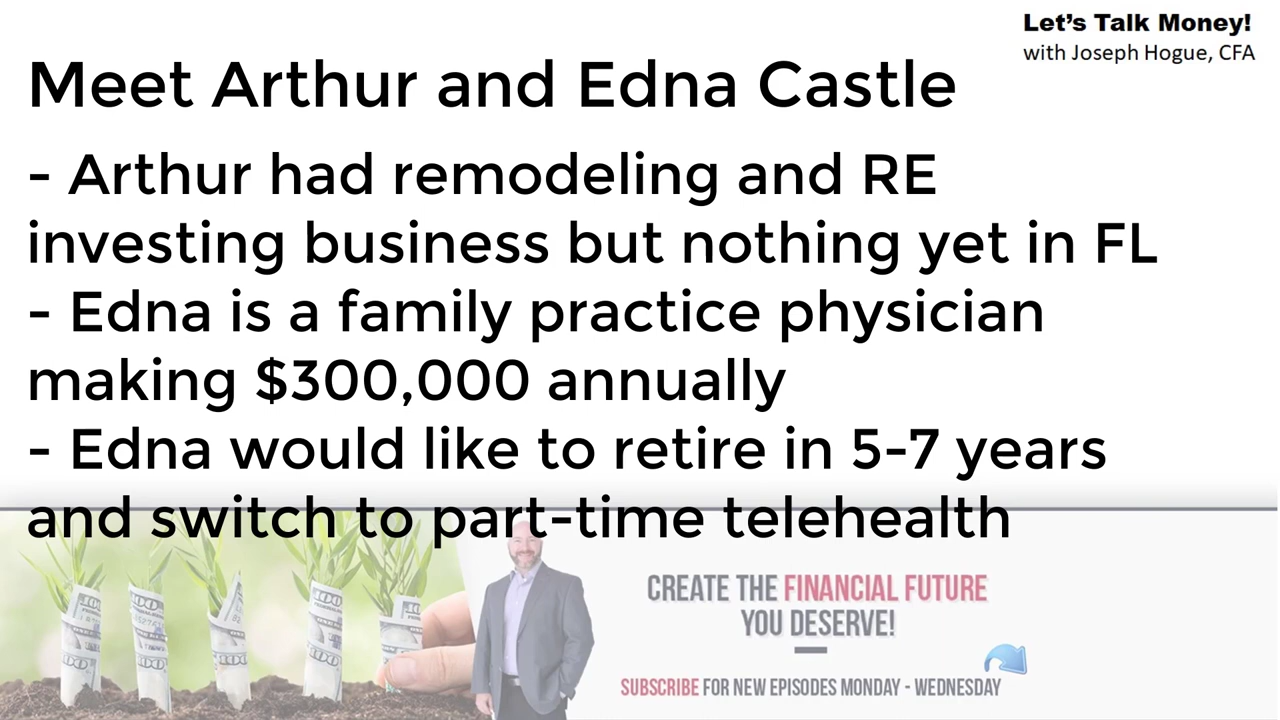 Let's Talk Money!
with Joseph Hogue, CFA
Meet Arthur and Edna Castle
- Arthur had remodeling and RE
investing business but nothing yet in FL
- Edna is a family practice physician
making $300,000 annually
- Edna would like to retire in 5-7 years
and switch to part-time telehealth
CREATE THE FINANCIAL FUTURE
YOU DESERVE!
SUBSCRIBE FOR NEW EPISODES MONDAY - WEDNESDAY